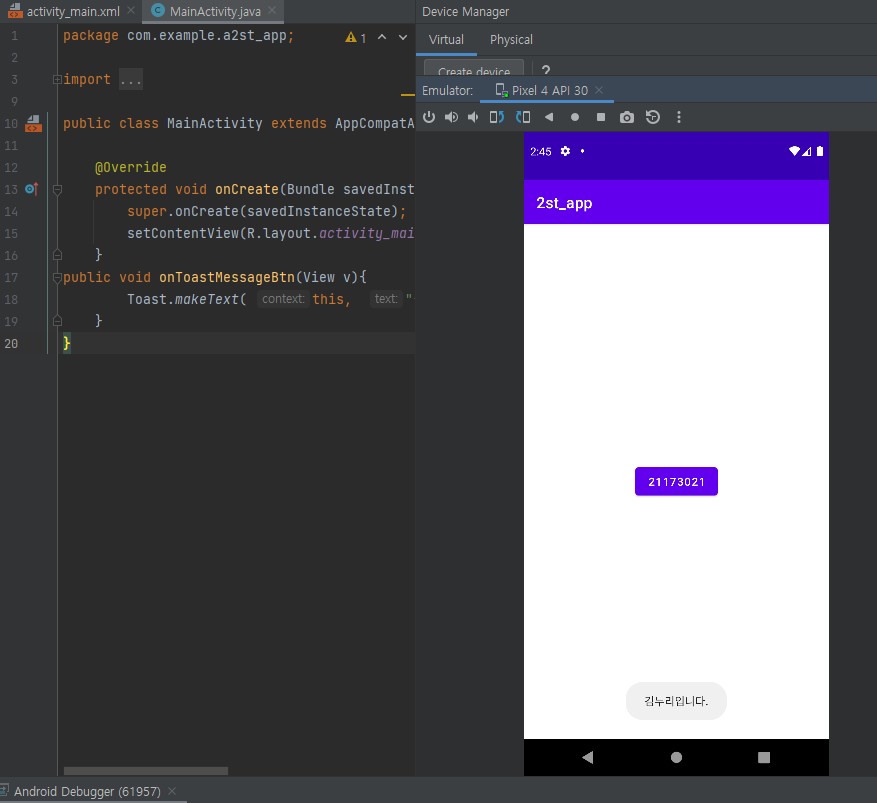 activity_main.xml
MainActivity.java
1 package com.example.a2st_app;
1
2
3 import ...
9
10 public class MainActivity extends AppCompatA
11
12 @Override
13 protected void onCreate(Bundle savedInst
14 super.onCreate(savedInstanceState);
15 setContentView(R.layout.activity_mai
16 }
17 public void onToastMessageBtn(View v){
18 Toast.makeText( context: this, text: "
19 }
20 }
Android Debugger (61957)
Device Manager
Virtual Physical
Create device ?
Emulator: Pixel 4 API 30
2:45
2st_app
21173021
김누리입니다.